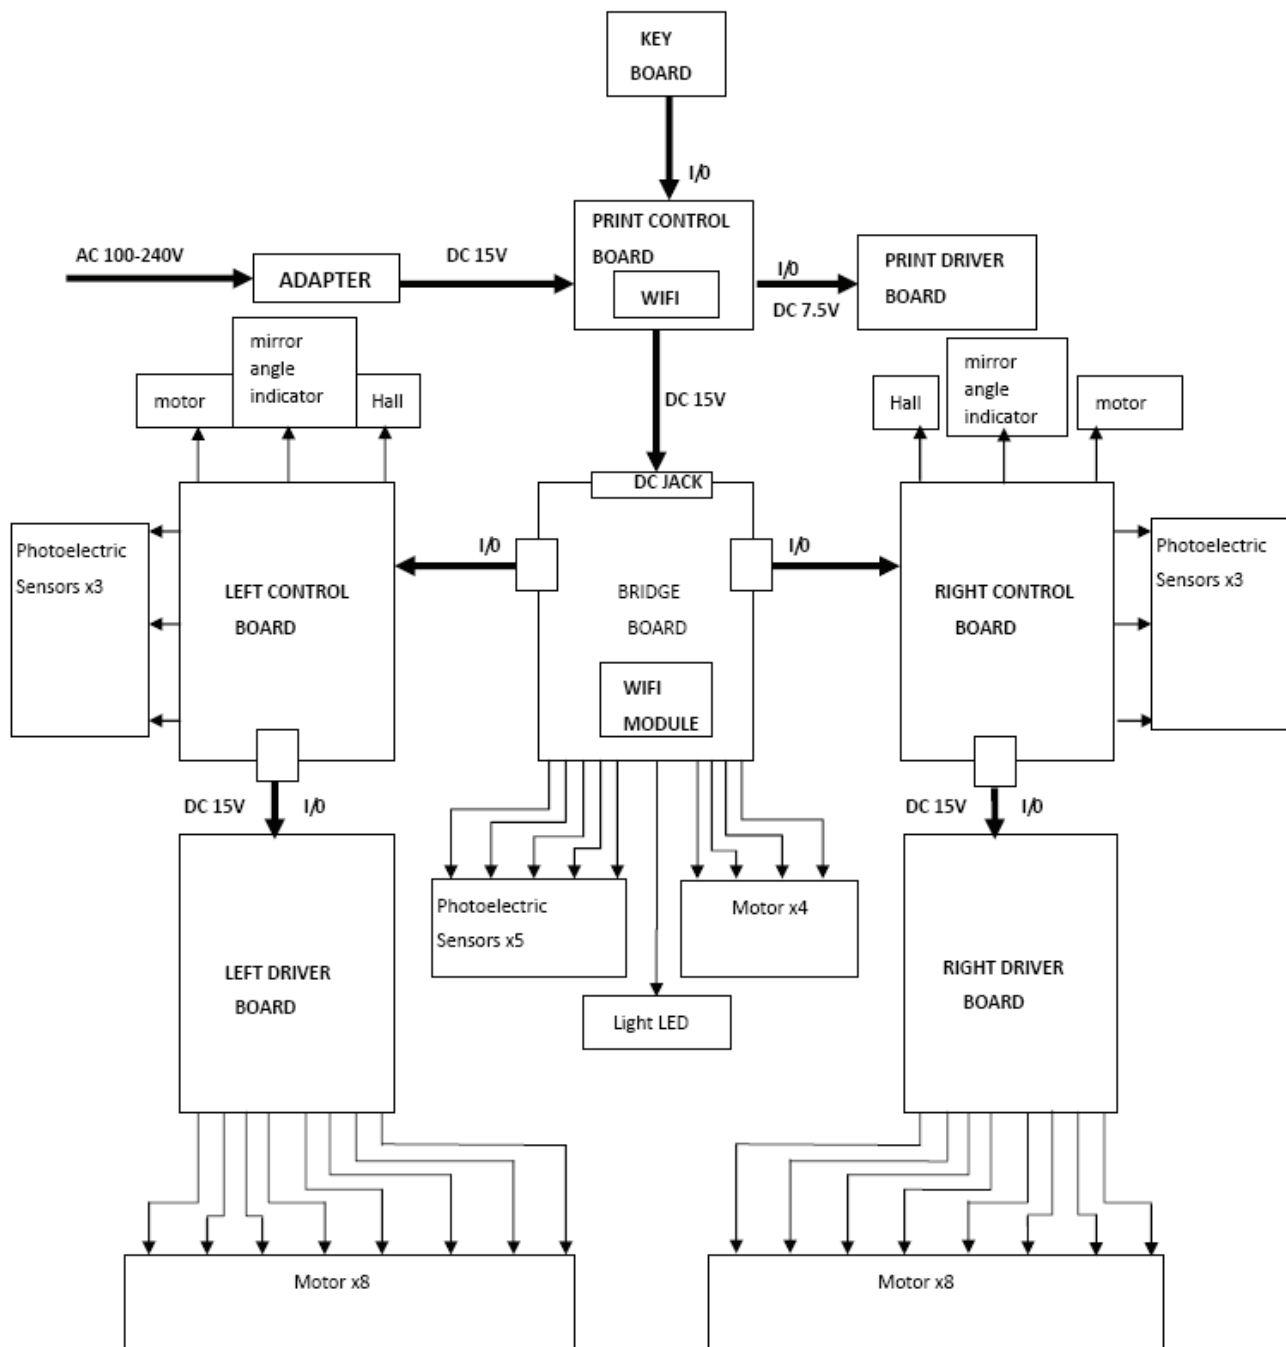 KEY
BOARD
I/0
PRINT CONTROL
BOARD
WIFI
AC 100-240V
ADAPTER
DC 15V
I/0
DC 7.5V
PRINT DRIVER
BOARD
motor
mirror
angle
indicator
Hall
DC 15V
Hall
mirror
angle
indicator
motor
DC JACK
Photoelectric
Sensors x3
LEFT CONTROL
BOARD
I/0
BRIDGE
BOARD
WIFI
MODULE
I/0
RIGHT CONTROL
BOARD
Photoelectric
Sensors x3
DC 15V
I/0
DC 15V
I/0
LEFT DRIVER
BOARD
Photoelectric
Sensors x5
Motor x4
Light LED
RIGHT DRIVER
BOARD
Motor x8
Motor x8